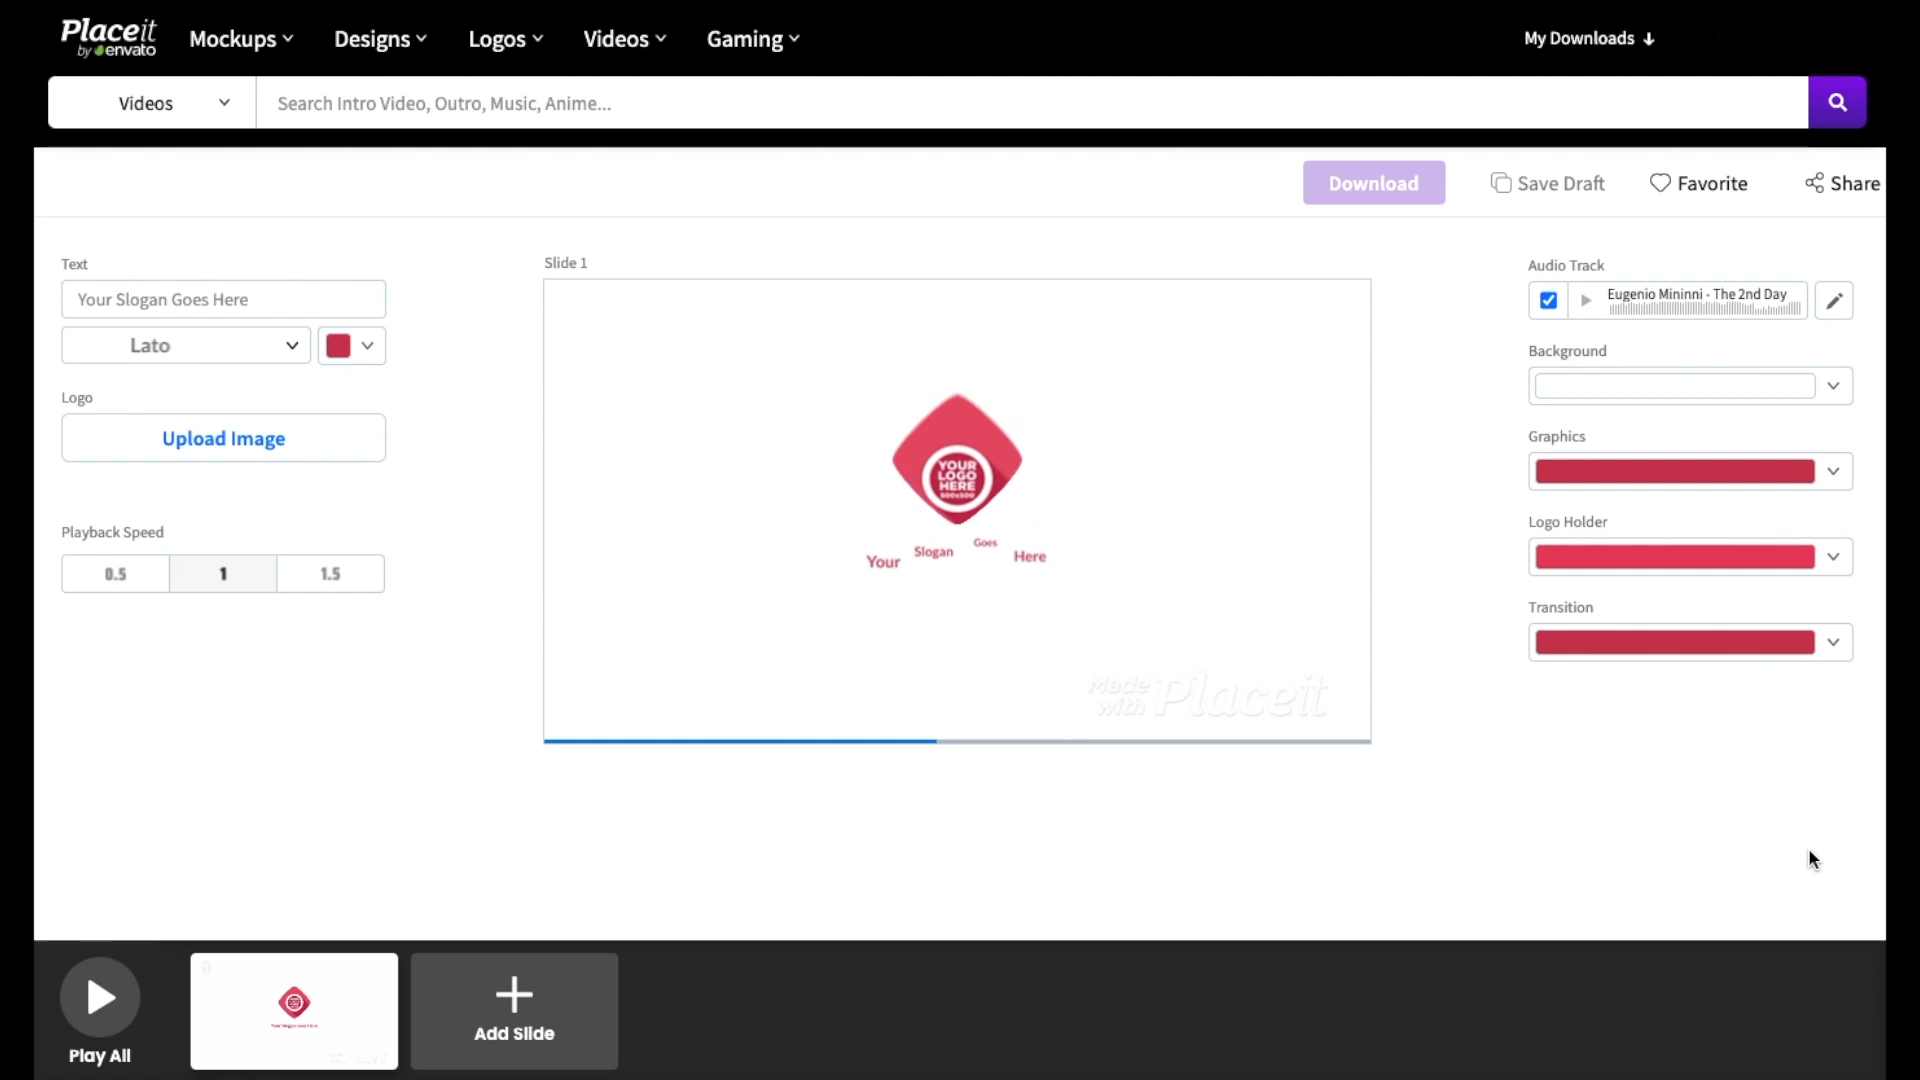 Placeit
by envato
Mockups
Designs
Logos
Videos
Gaming
My Downloads
Videos
Search Intro Video, Outro, Music, Anime...
Download
Save Draft
Favorite
Share
Text
Your Slogan Goes Here
Lato
Logo
Upload Image
Playback Speed
0.5
1
1.5
Slide 1
YOUR
LOGO
HERE
500x500
Your Slogan Goes Here
Made
with Placeit
Audio Track
Eugenio Mininni - The 2nd Day
Background
Graphics
Logo Holder
Transition
Play All
Add Slide